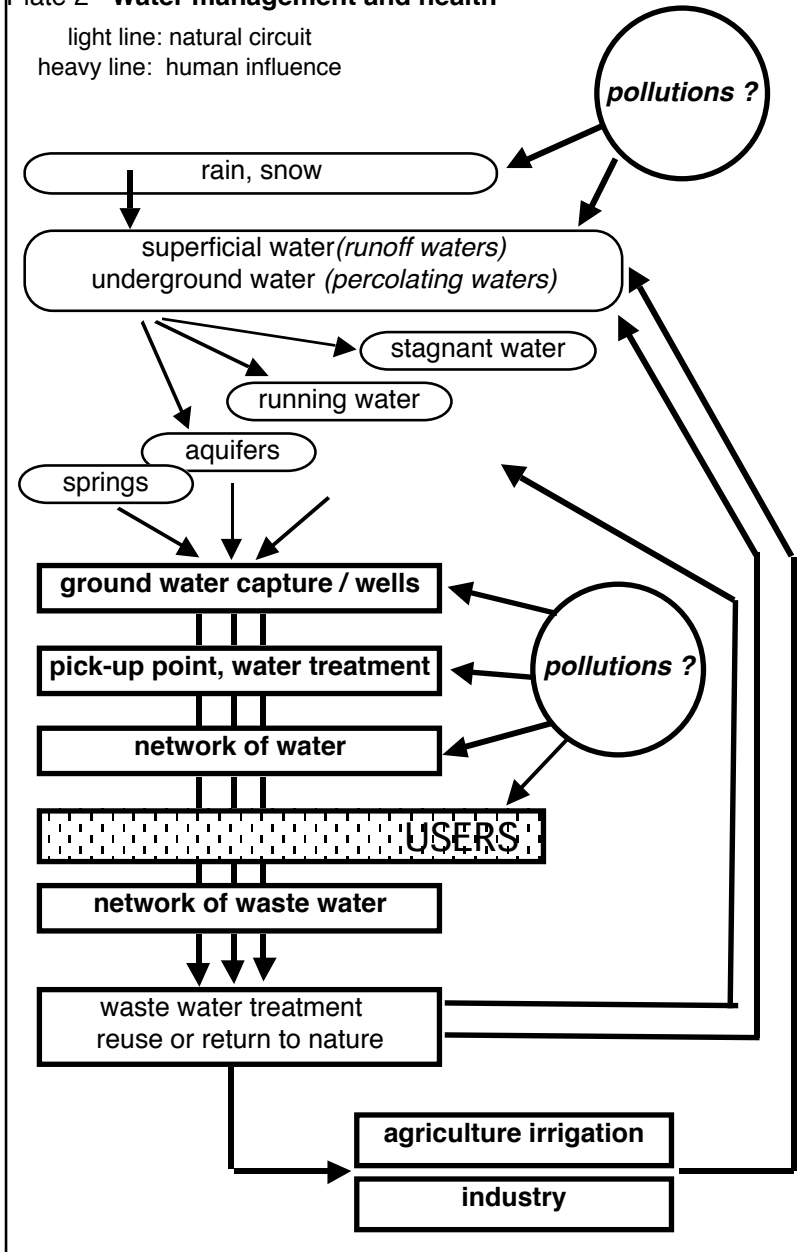 Plate 2 Water management and health
light line: natural circuit
heavy line: human influence
pollutions ?
rain, snow
superficial water(runoff waters)
underground water (percolating waters)
stagnant water
running water
aquifers
springs
ground water capture / wells
pick-up point, water treatment
pollutions ?
network of water
USERS
network of waste water
waste water treatment
reuse or return to nature
agriculture irrigation
industry